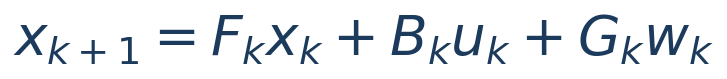 x_{k+1} = F_k x_k + B_k u_k + G_k w_k